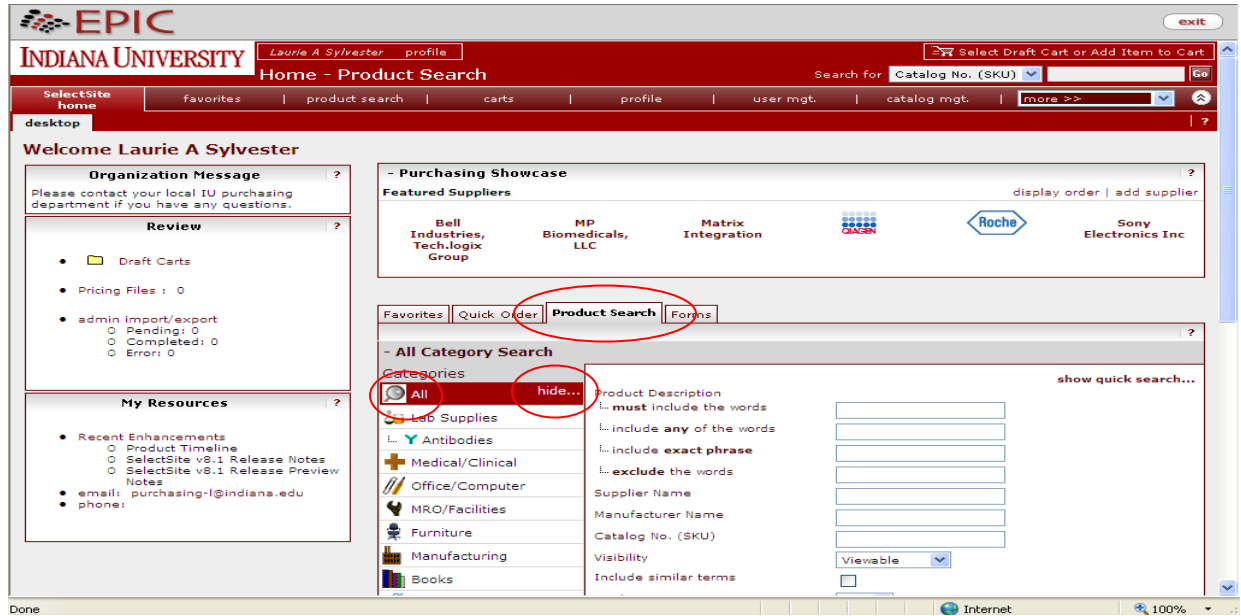 EPIC
exit
INDIANA UNIVERSITY
Laurie A Sylvester profile
Select Draft Cart or Add Item to Cart
Home - Product Search
Search for Catalog No. (SKU) Go
SelectSite home
favorites | product search | carts | profile | user mgt. | catalog mgt. | more >>
desktop
| ?
Welcome Laurie A Sylvester
Organization Message ?
Please contact your local IU purchasing
department if you have any questions.
Review ?
Draft Carts
Pricing Files : 0
admin import/export
Pending: 0
Completed: 0
Error: 0
My Resources ?
Recent Enhancements
Product Timeline
SelectSite v8.1 Release Notes
SelectSite v8.1 Release Preview
Notes
email: purchasing-l@indiana.edu
phone:
- Purchasing Showcase ?
Featured Suppliers
display order | add supplier
Bell
Industries,
Tech.logix
Group
MP
Biomedicals,
LLC
Matrix
Integration
QIAGEN
Roche
Sony
Electronics Inc
Favorites Quick Order Product Search Forms
?
- All Category Search
Categories
All hide...
Lab Supplies
Antibodies
Medical/Clinical
Office/Computer
MRO/Facilities
Furniture
Manufacturing
Books
show quick search...
Product Description
must include the words
include any of the words
include exact phrase
exclude the words
Supplier Name
Manufacturer Name
Catalog No. (SKU)
Visibility Viewable
Include similar terms
Done
Internet
100%